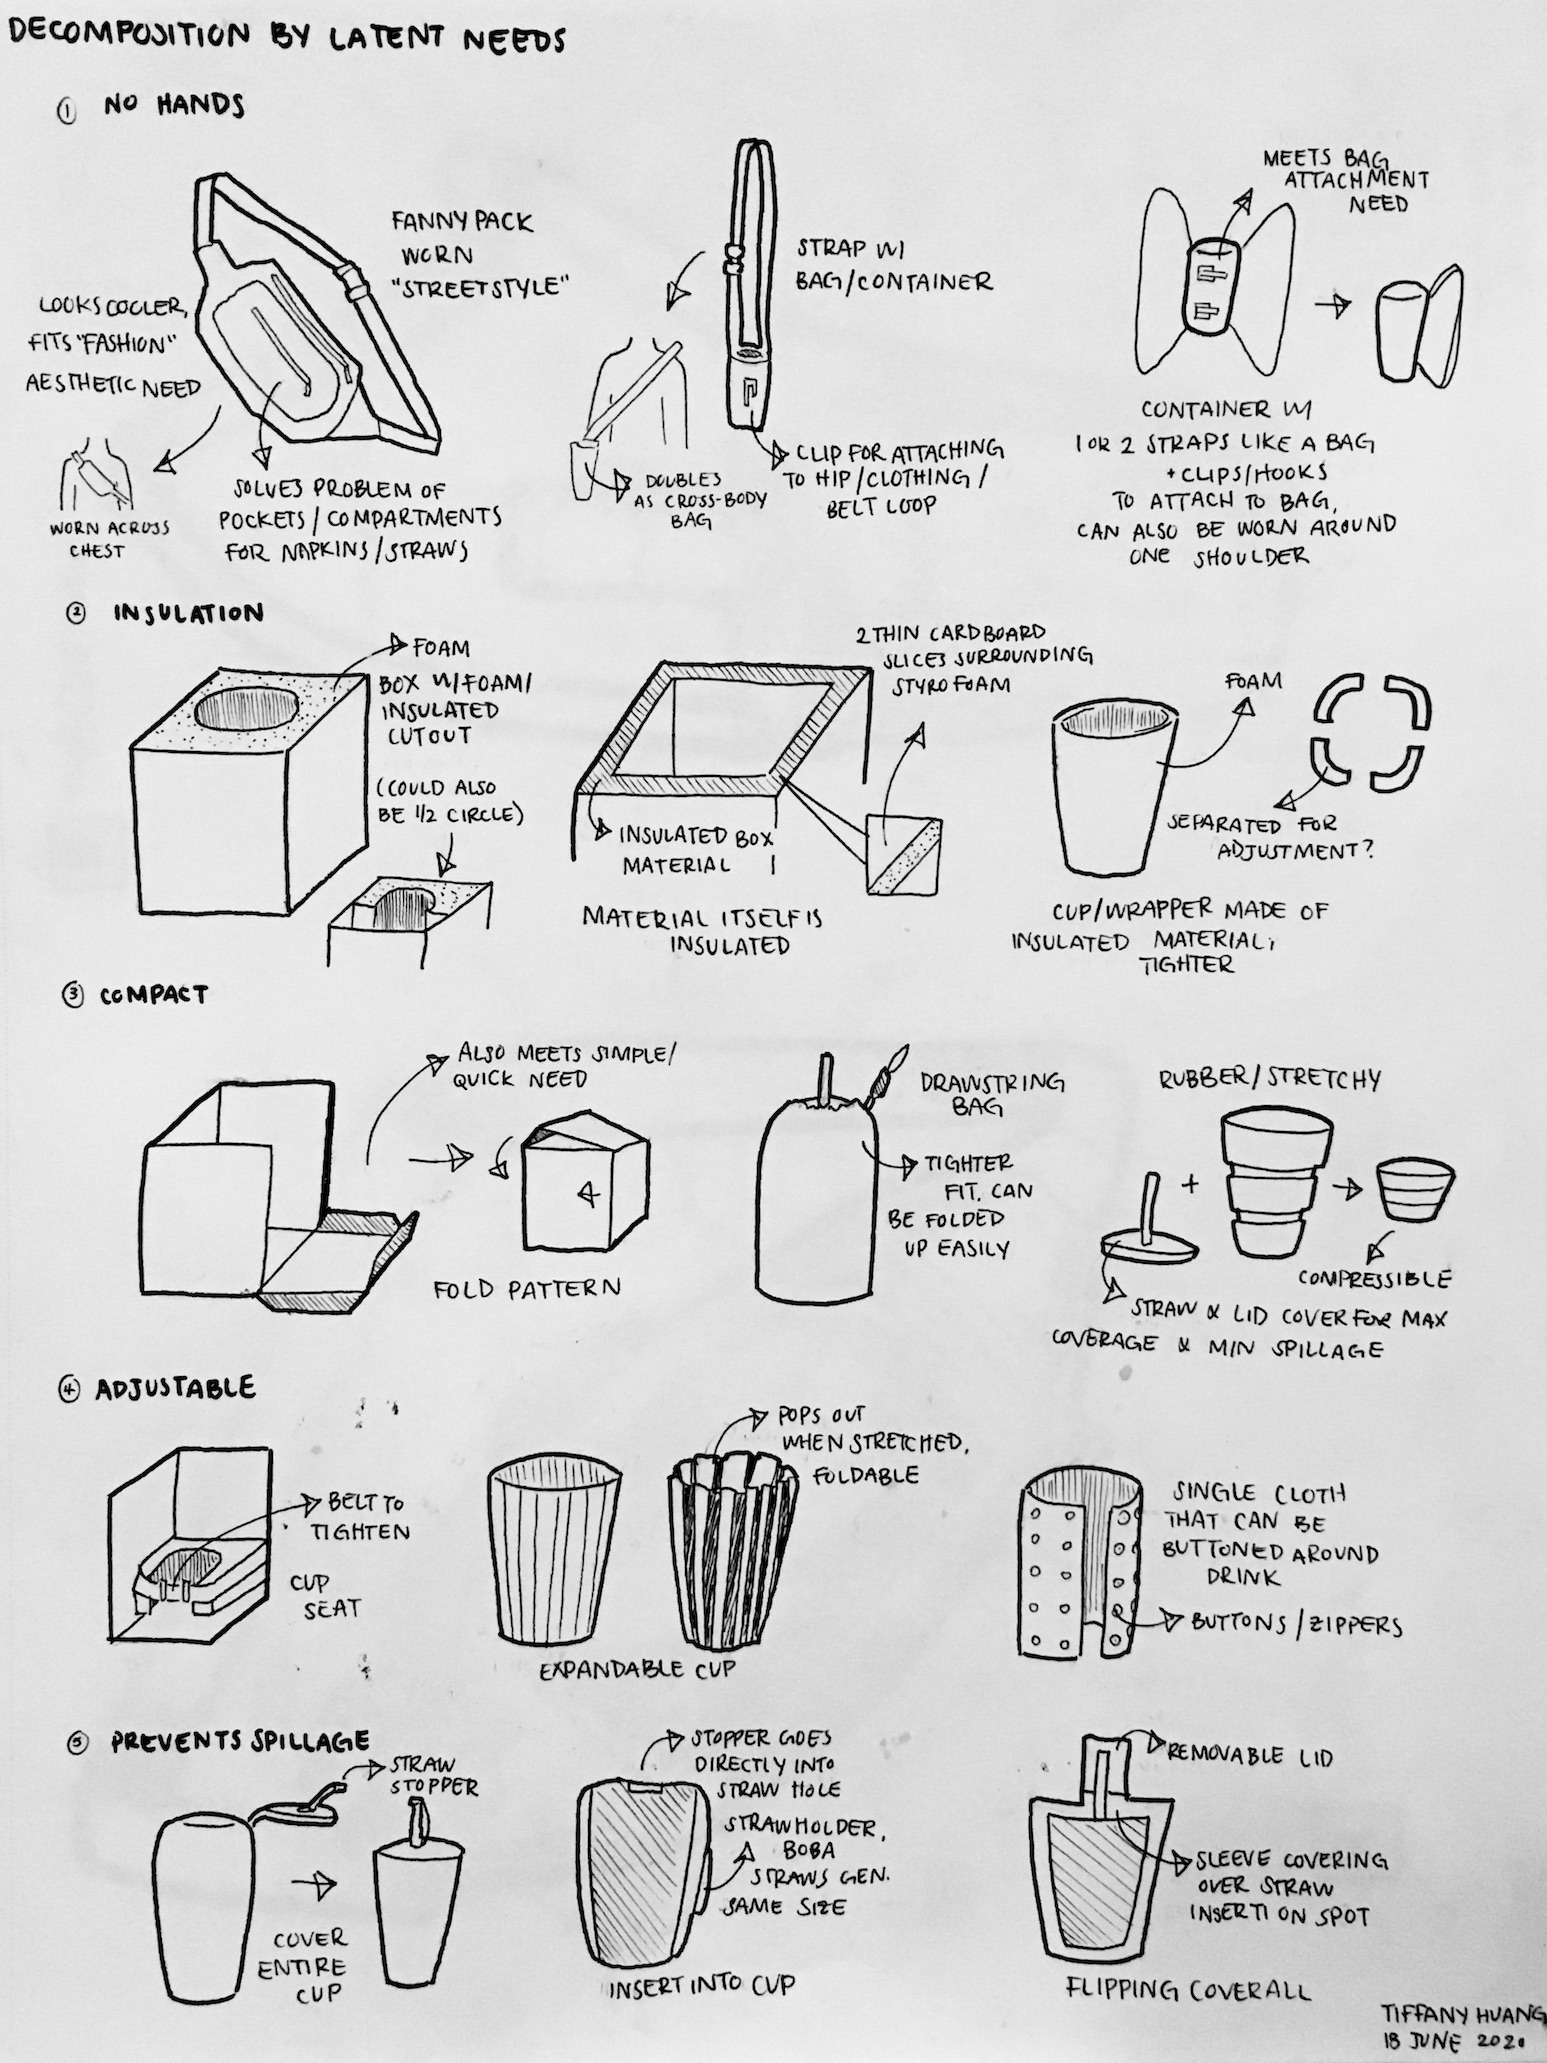 DECOMPOSITION BY LATENT NEEDS
① NO HANDS
LOOKS COOLER,
FITS "FASHION"
AESTHETIC NEED
WORN ACROSS
CHEST
FANNY PACK
WORN
"STREETSTYLE"
SOLVES PROBLEM OF
POCKETS/COMPARTMENTS
FOR NAPKINS/STRAWS
STRAP W/
BAG/CONTAINER
DOUBLES
AS CROSS-BODY
BAG
CLIP FOR ATTACHING
TO HIP/CLOTHING/
BELT LOOP
MEETS BAG
ATTACHMENT
NEED
CONTAINER W/
1 OR 2 STRAPS LIKE A BAG
+ CLIPS/HOOKS
TO ATTACH TO BAG,
CAN ALSO BE WORN AROUND
ONE SHOULDER
② INSULATION
FOAM
BOX W/FOAM/
INSULATED
CUTOUT
(COULD ALSO
BE 1/2 CIRCLE)
2 THIN CARDBOARD
SLICES SURROUNDING
STYROFOAM
INSULATED BOX
MATERIAL
MATERIAL ITSELF IS
INSULATED
FOAM
SEPARATED FOR
ADJUSTMENT?
CUP/WRAPPER MADE OF
INSULATED MATERIAL;
TIGHTER
③ COMPACT
ALSO MEETS SIMPLE/
QUICK NEED
FOLD PATTERN
DRAWSTRING
BAG
TIGHTER
FIT. CAN
BE FOLDED
UP EASILY
RUBBER/STRETCHY
+
COMPRESSIBLE
STRAW & LID COVER FOR MAX
COVERAGE & MIN SPILLAGE
④ ADJUSTABLE
BELT TO
TIGHTEN
CUP
SEAT
POPS OUT
WHEN STRETCHED,
FOLDABLE
EXPANDABLE CUP
SINGLE CLOTH
THAT CAN BE
BUTTONED AROUND
DRINK
BUTTONS/ZIPPERS
⑤ PREVENTS SPILLAGE
STRAW
STOPPER
COVER
ENTIRE
CUP
STOPPER GOES
DIRECTLY INTO
STRAW HOLE
STRAWHOLDER,
BOBA
STRAWS GEN.
SAME SIZE
INSERT INTO CUP
REMOVABLE LID
SLEEVE COVERING
OVER STRAW
INSERTION SPOT
FLIPPING COVERALL
TIFFANY HUANG
18 JUNE 2020